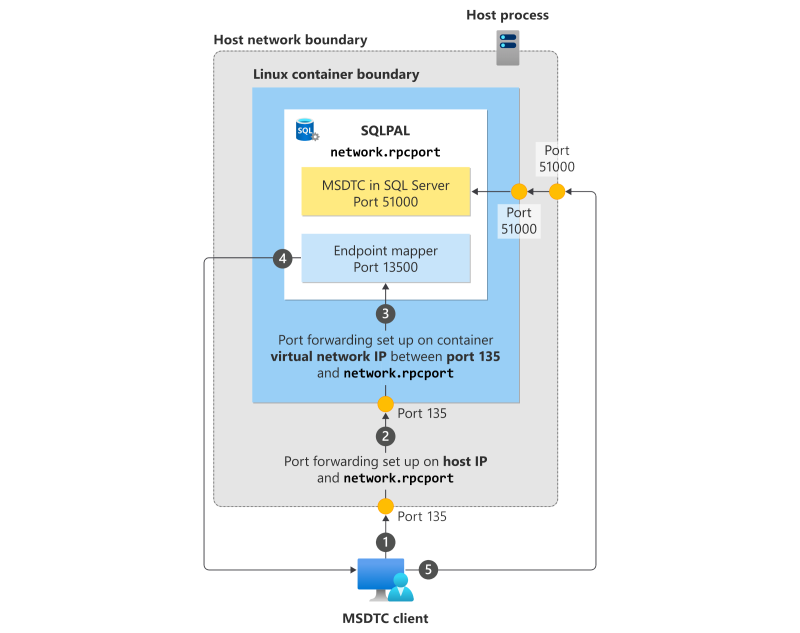 Host process
Host network boundary
Linux container boundary
SQL
SQLPAL
network.rpcport
MSDTC in SQL Server
Port 51000
Port
51000
Port
51000
4
Endpoint mapper
Port 13500
3
Port forwarding set up on container
virtual network IP between port 135
and network.rpcport
Port 135
2
Port forwarding set up on host IP
and network.rpcport
Port 135
1
5
MSDTC client